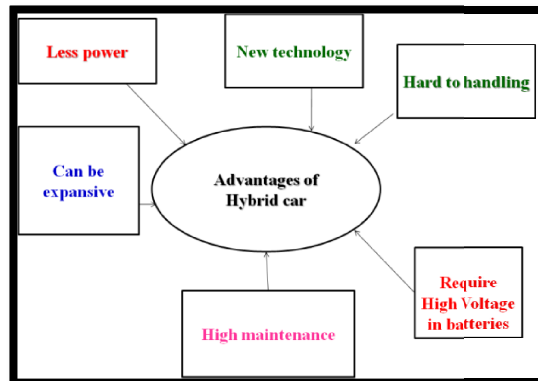 Less power
New technology
Hard to handling
Can be
expansive
Advantages of
Hybrid car
Require
High Voltage
in batteries
High maintenance